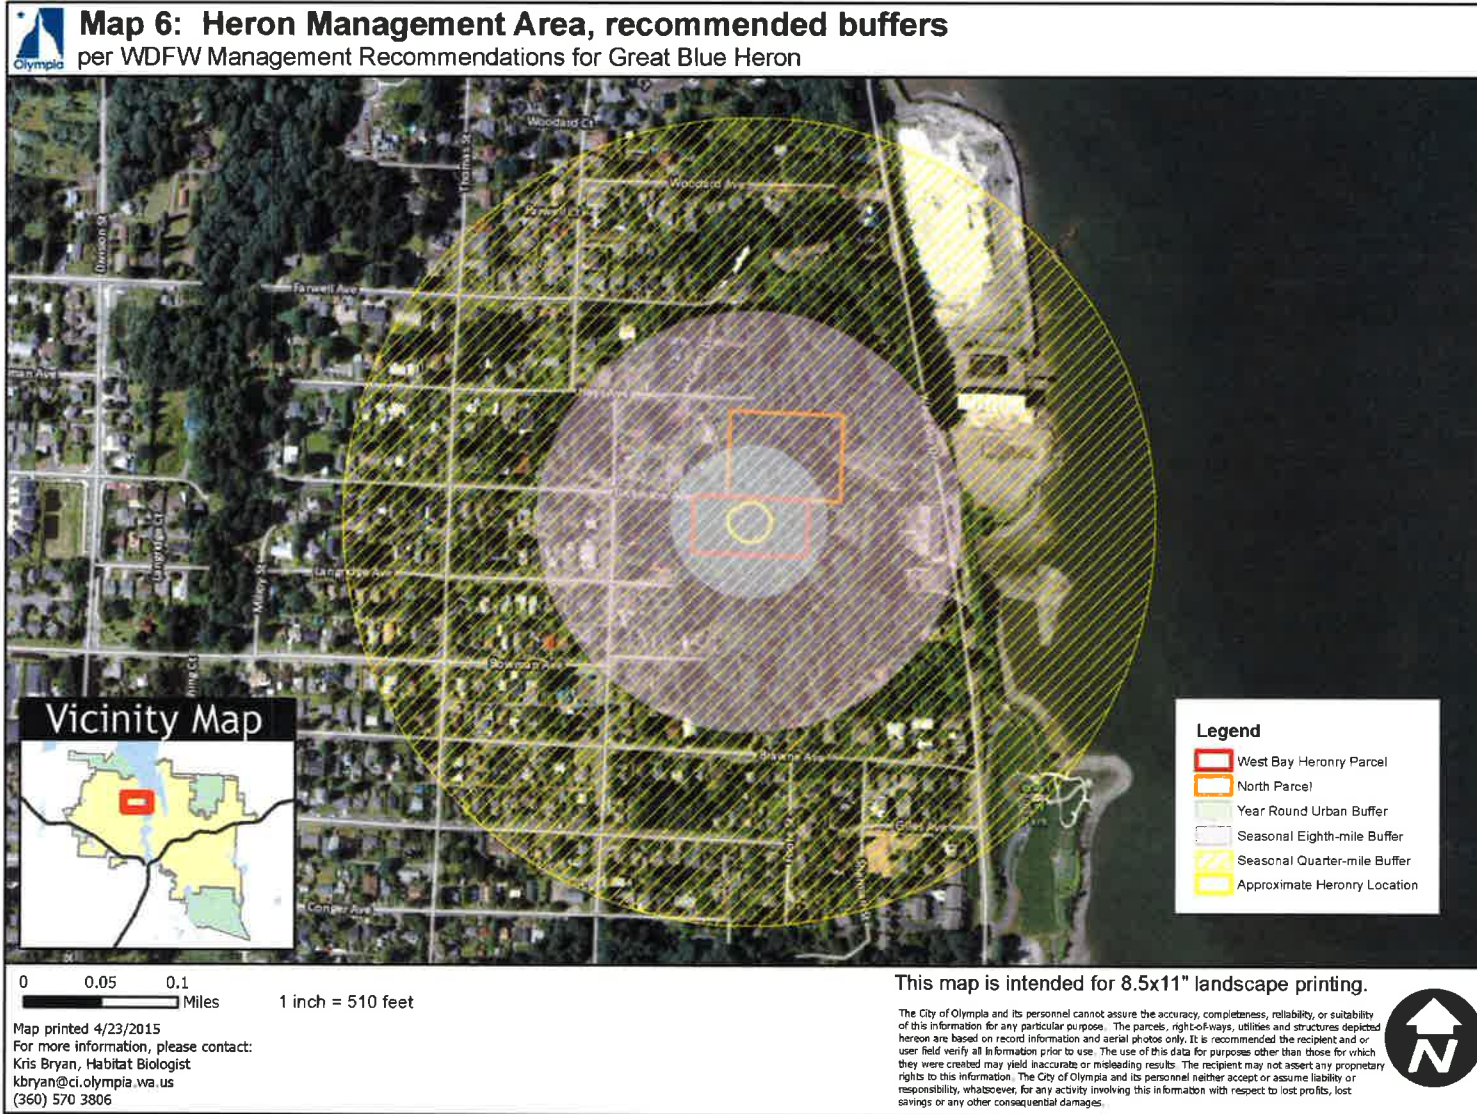 Map 6: Heron Management Area, recommended buffers
per WDFW Management Recommendations for Great Blue Heron
Olympia
Woodard Ct
Thomas St
Woodard Ave
Farwell Ct
Division St
Farwell Ave
man Ave
Langridge Ct
Milroy St
Langridge Ave
Bowman Ave
ning Ct
Brawne
Giles Ave
Conger Ave
Vicinity Map
Legend
West Bay Heronry Parcel
North Parcel
Year Round Urban Buffer
Seasonal Eighth-mile Buffer
Seasonal Quarter-mile Buffer
Approximate Heronry Location
0 0.05 0.1
Miles
1 inch = 510 feet
Map printed 4/23/2015
For more information, please contact:
Kris Bryan, Habitat Biologist
kbryan@ci.olympia.wa.us
(360) 570 3806
This map is intended for 8.5x11" landscape printing.
The City of Olympia and its personnel cannot assure the accuracy, completeness, reliability, or suitability
of this information for any particular purpose. The parcels, right-of-ways, utilities and structures depicted
hereon are based on record information and aerial photos only. It is recommended the recipient and or
user field verify all information prior to use. The use of this data for purposes other than those for which
they were created may yield inaccurate or misleading results. The recipient may not assert any proprietary
rights to this information. The City of Olympia and its personnel neither accept or assume liability or
responsibility, whatsoever, for any activity involving this information with respect to lost profits, lost
savings or any other consequential damages.
N